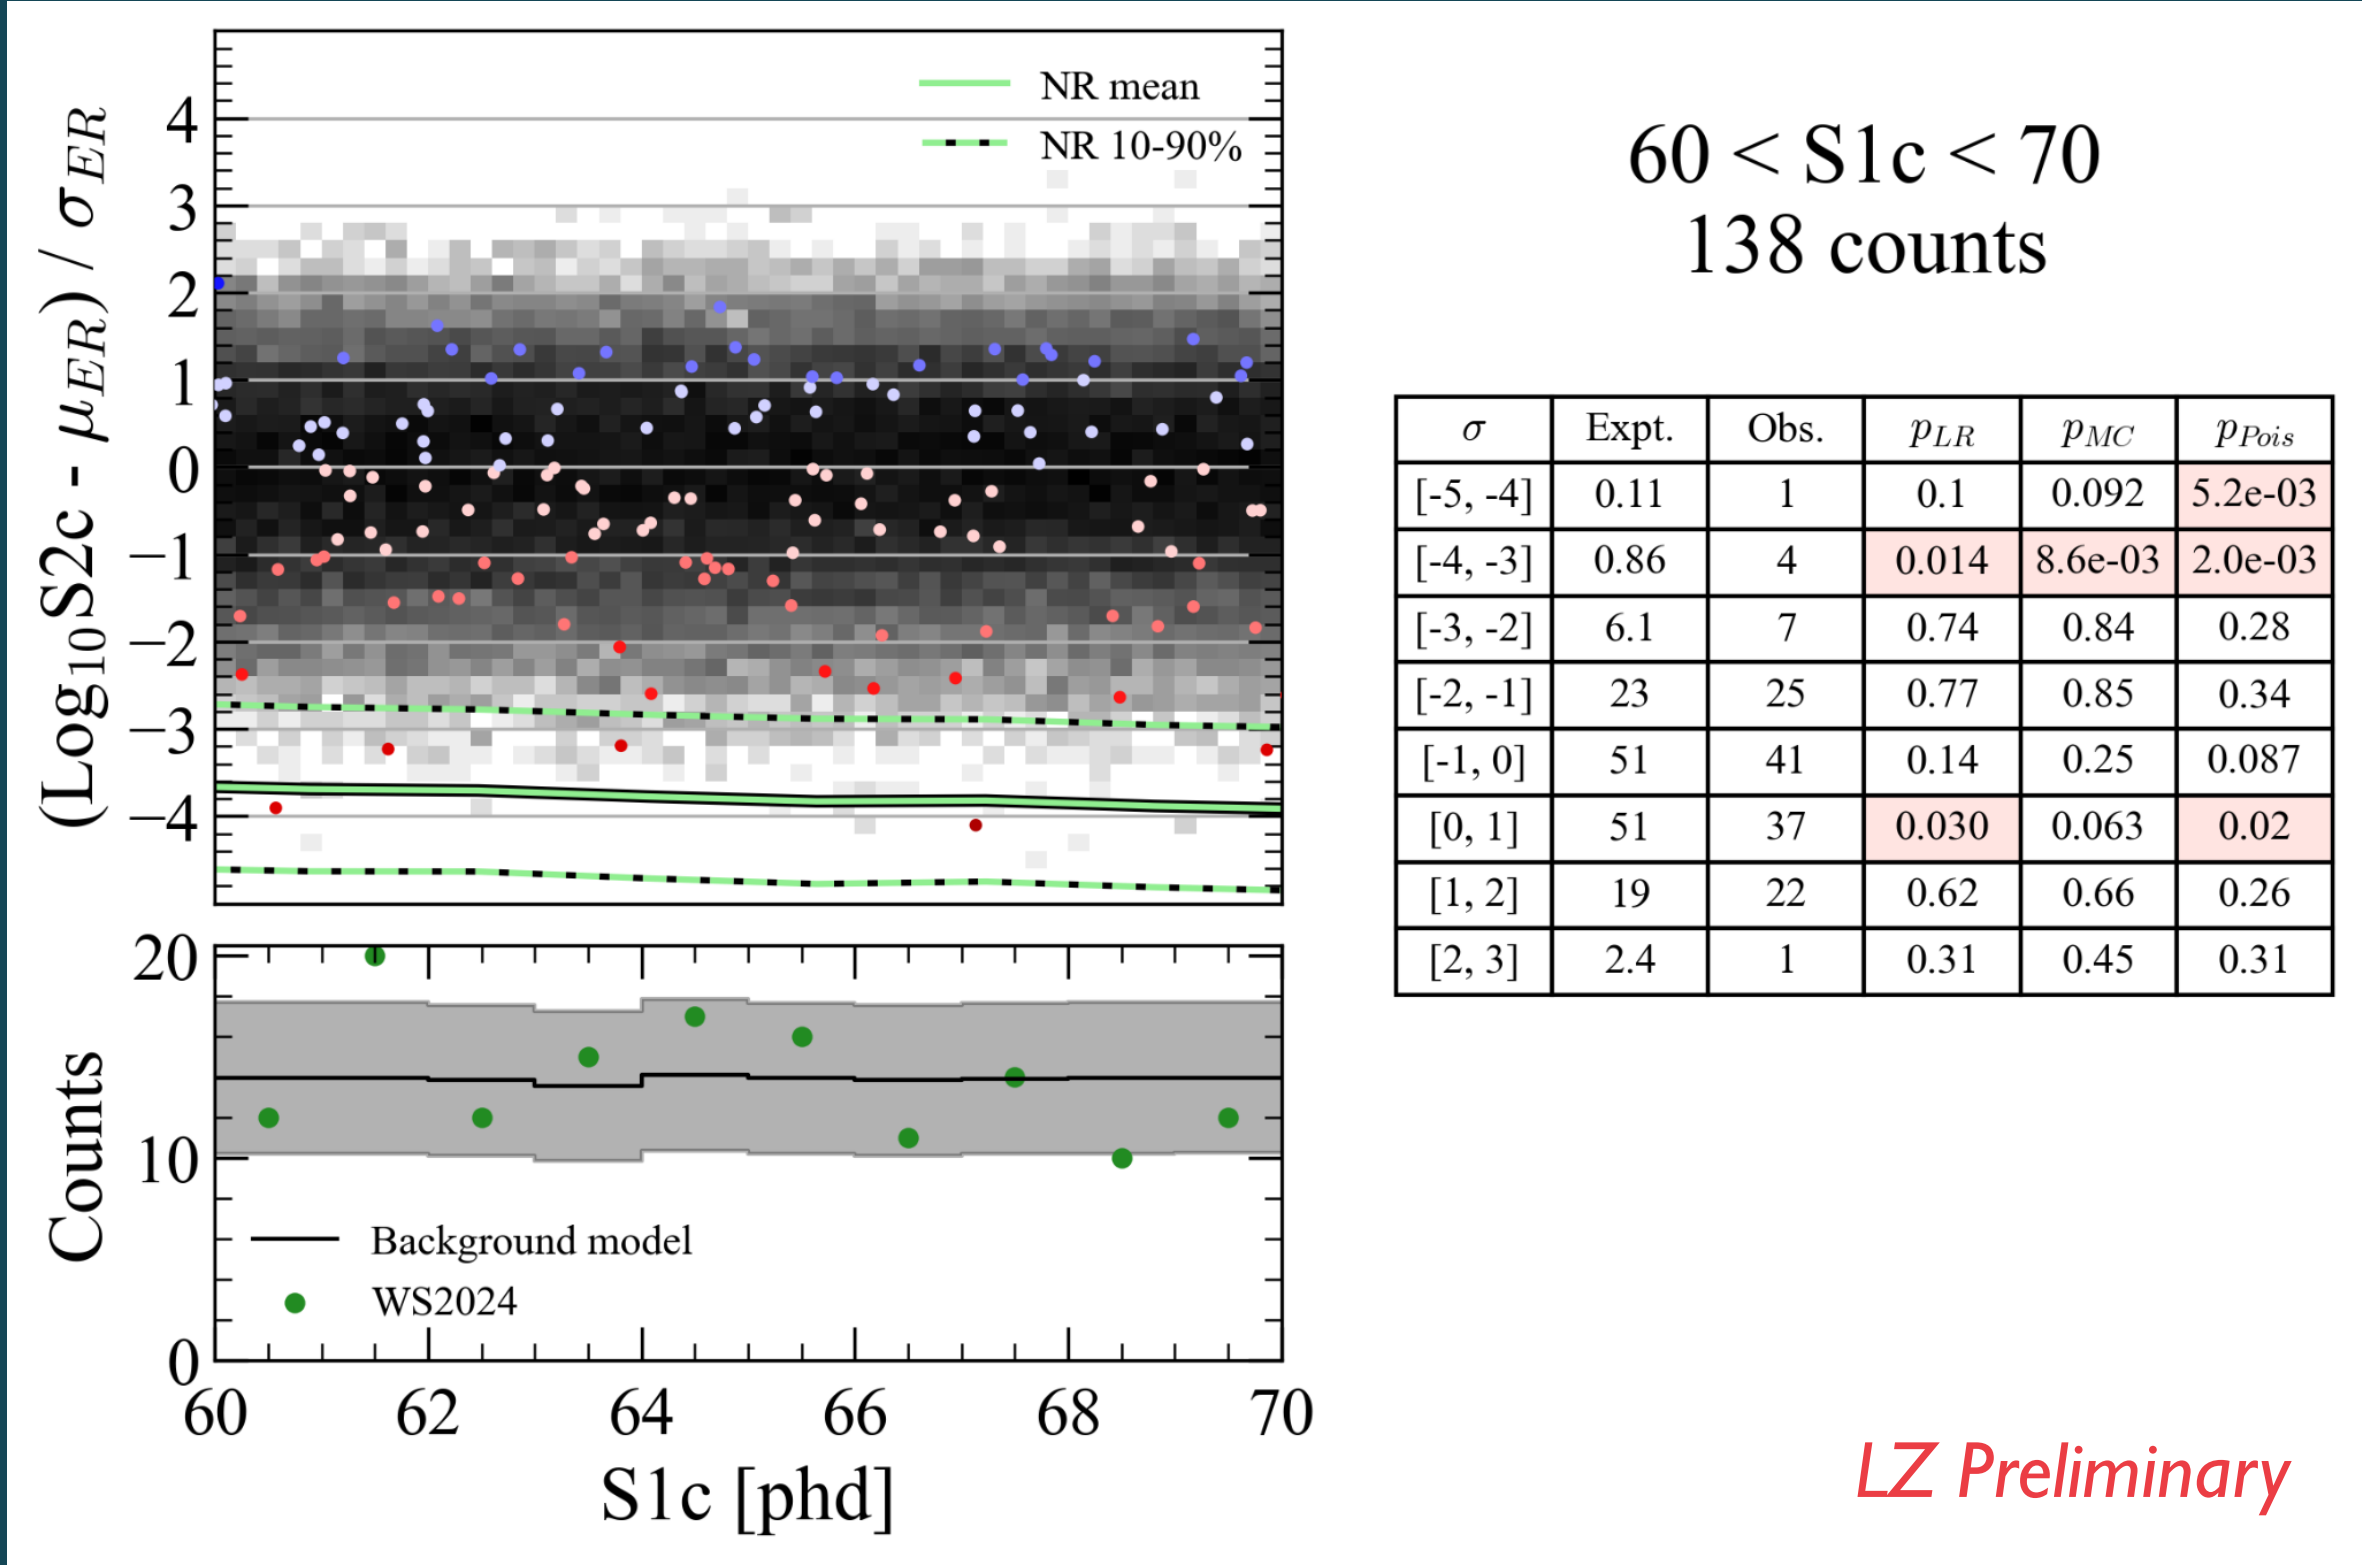 (Log₁₀S2c - μ_ER) / σ_ER
4
3
2
1
0
−1
−2
−3
−4
NR mean
NR 10-90%
Counts
20
10
0
Background model
WS2024
60 62 64 66 68 70
S1c [phd]
60 < S1c < 70
138 counts
σ Expt. Obs. p_LR p_MC p_Pois
[-5, -4] 0.11 1 0.1 0.092 5.2e-03
[-4, -3] 0.86 4 0.014 8.6e-03 2.0e-03
[-3, -2] 6.1 7 0.74 0.84 0.28
[-2, -1] 23 25 0.77 0.85 0.34
[-1, 0] 51 41 0.14 0.25 0.087
[0, 1] 51 37 0.030 0.063 0.02
[1, 2] 19 22 0.62 0.66 0.26
[2, 3] 2.4 1 0.31 0.45 0.31
LZ Preliminary